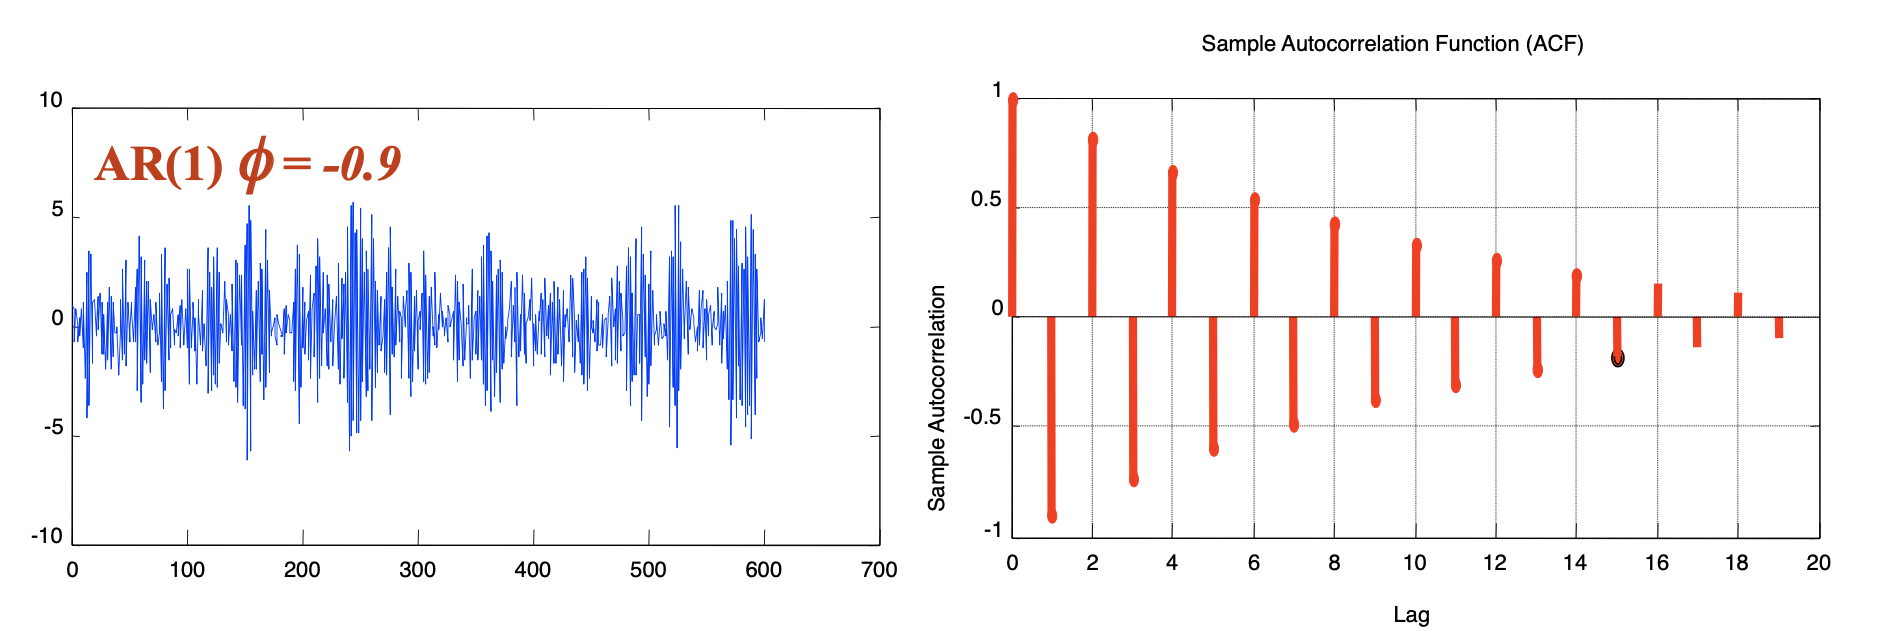 Sample Autocorrelation Function (ACF)
10
5
0
-5
-10
AR(1) ϕ = -0.9
0 100 200 300 400 500 600 700
1
0.5
0
-0.5
-1
Sample Autocorrelation
0 2 4 6 8 10 12 14 16 18 20
Lag